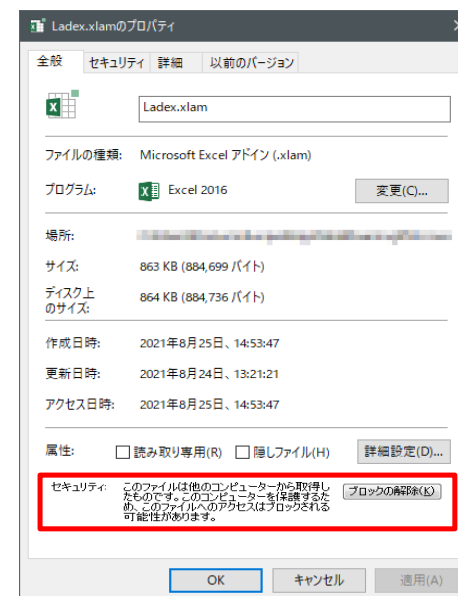 Ladex.xlamのプロパティ
全般 セキュリティ 詳細 以前のバージョン
Ladex.xlam
ファイルの種類: Microsoft Excel アドイン (.xlam)
プログラム: Excel 2016 変更(C)...
場所:
サイズ: 863 KB (884,699 バイト)
ディスク上
のサイズ: 864 KB (884,736 バイト)
作成日時: 2021年8月25日、14:53:47
更新日時: 2021年8月24日、13:21:21
アクセス日時: 2021年8月25日、14:53:47
属性: 読み取り専用(R) 隠しファイル(H) 詳細設定(D)...
セキュリティ: このファイルは他のコンピューターから取得し
たものです。このコンピューターを保護するた
め、このファイルへのアクセスはブロックされる
可能性があります。
ブロックの解除(K)
OK キャンセル 適用(A)